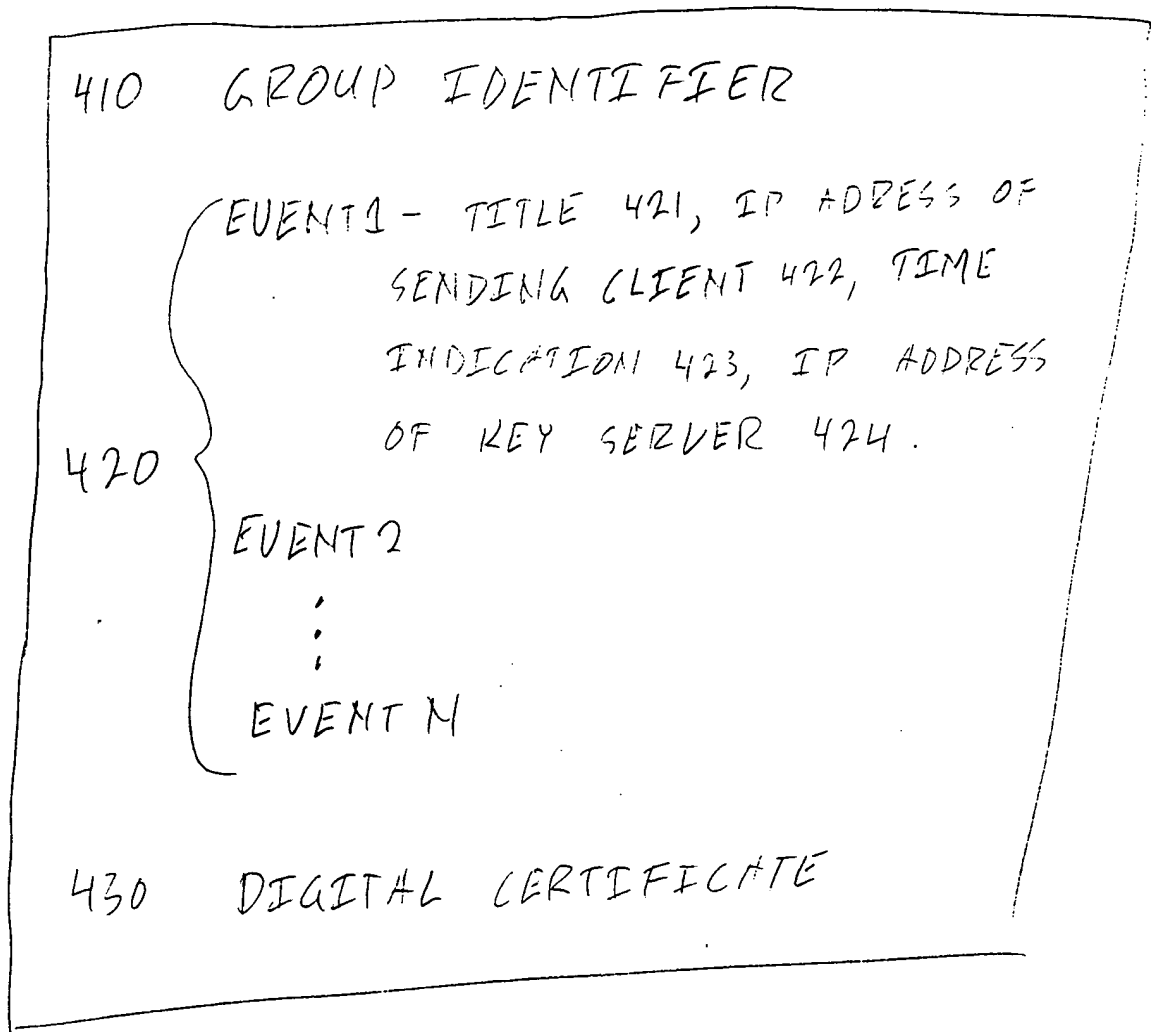 410 GROUP IDENTIFIER
EVENT1 - TITLE 421, IP ADRESS OF
SENDING CLIENT 422, TIME
INDICATION 423, IP ADDRESS
OF KEY SERVER 424.
420
EVENT 2
⋮
EVENT N
430 DIGITAL CERTIFICATE